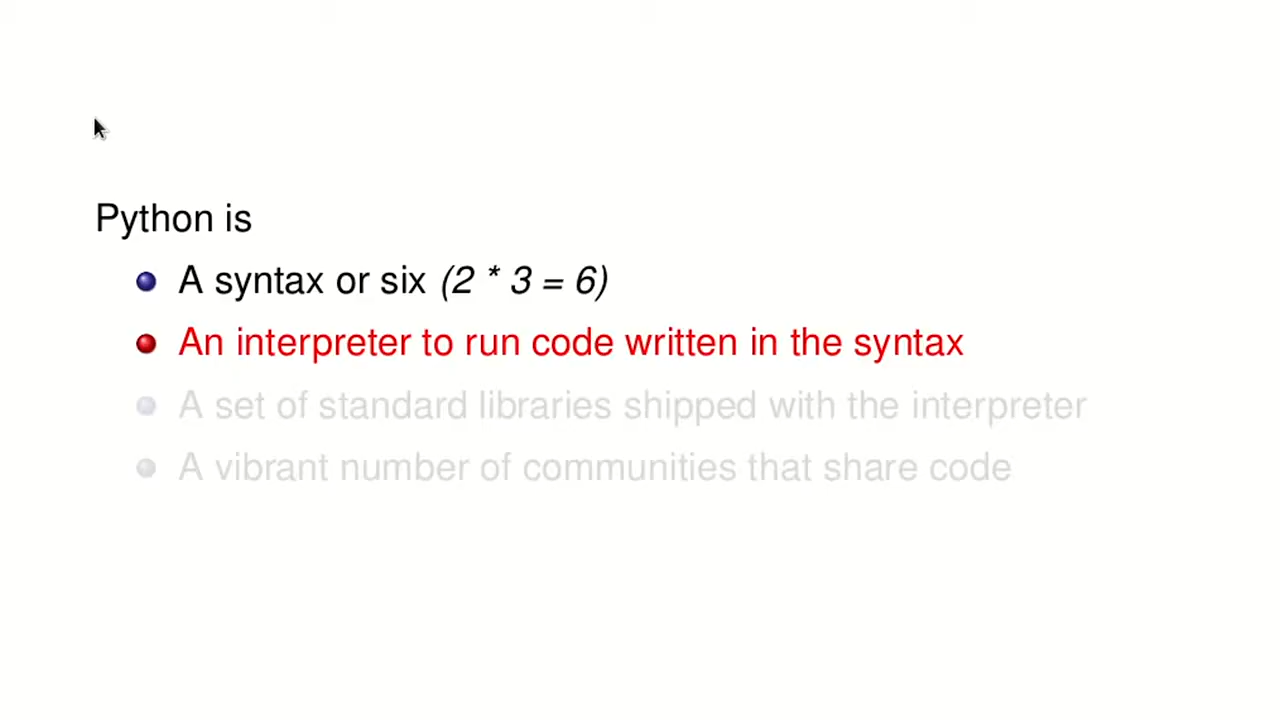 Python is
A syntax or six (2 * 3 = 6)
An interpreter to run code written in the syntax
A set of standard libraries shipped with the interpreter
A vibrant number of communities that share code